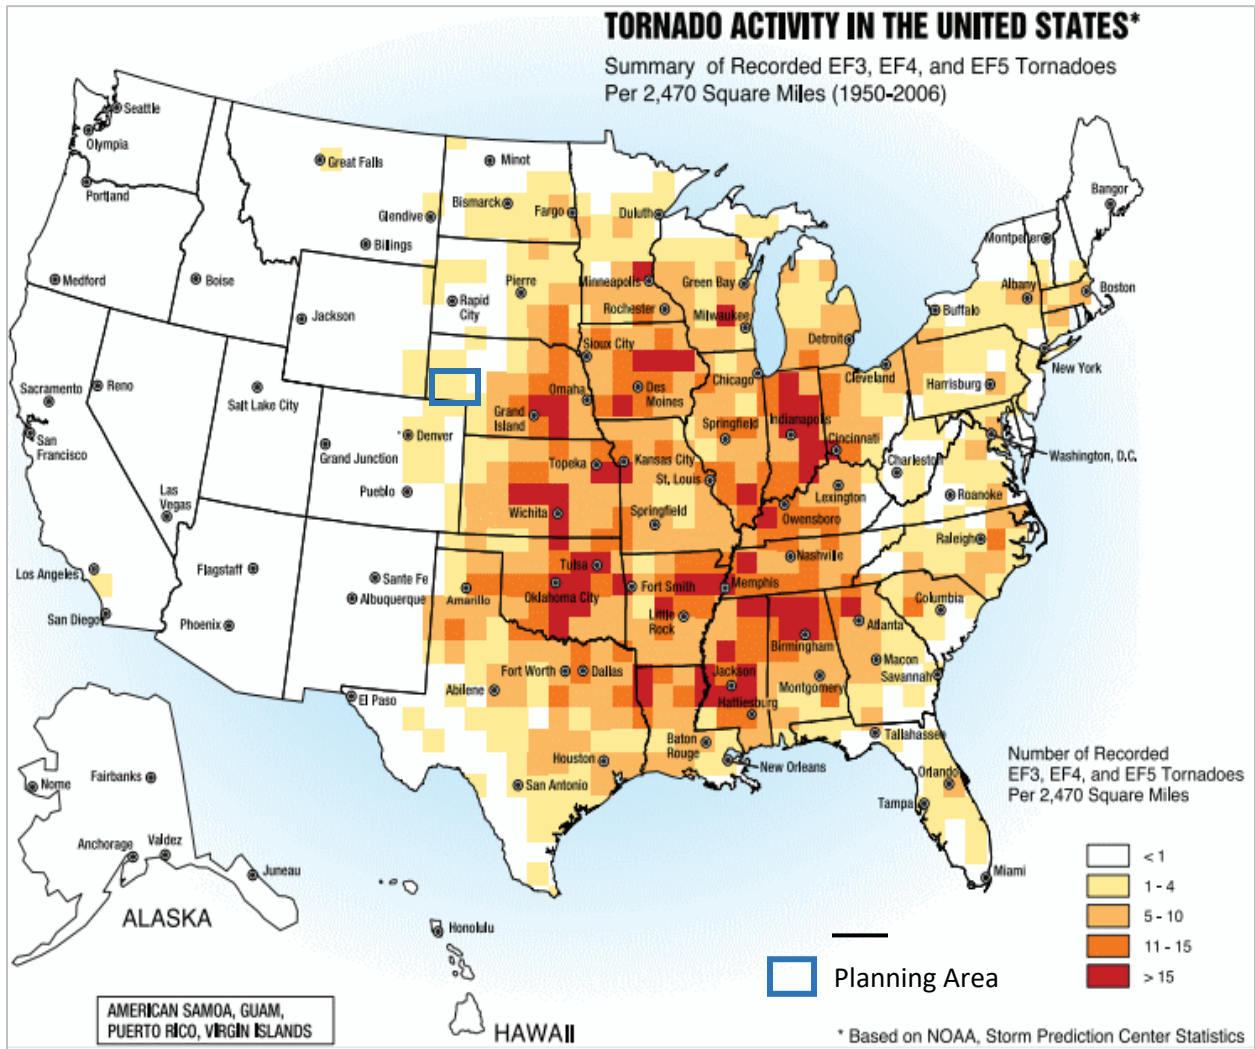 TORNADO ACTIVITY IN THE UNITED STATES*
Summary of Recorded EF3, EF4, and EF5 Tornadoes
Per 2,470 Square Miles (1950-2006)
Seattle
Olympia
Portland
Great Falls
Minot
Bismarck
Fargo
Duluth
Glendive
Billings
Bangor
Montpelier
Medford
Boise
Jackson
Rapid
City
Pierre
Minneapolis
Rochester
Green Bay
Milwaukee
Albany
Boston
Buffalo
Detroit
Sioux City
New York
Cleveland
Chicago
Harrisburg
Sacramento
Reno
Salt Lake City
Omaha
Des
Moines
Grand
Island
Springfield
Indianapolis
Cincinnati
San
Francisco
Denver
Grand Junction
Topeka
Kansas City
St. Louis
Charleston
Washington, D.C.
Lexington
Roanoke
Pueblo
Las
Vegas
Wichita
Springfield
Owensboro
Raleigh
Nashville
Los Angeles
Flagstaff
Sante Fe
Albuquerque
Amarillo
Tulsa
Oklahoma City
Fort Smith
Memphis
Columbia
San Diego
Phoenix
Little
Rock
Atlanta
Birmingham
Macon
Savannah
Fort Worth
Dallas
Jackson
Montgomery
Abilene
El Paso
Hattiesburg
Tallahassee
Baton
Rouge
New Orleans
Houston
San Antonio
Orlando
Tampa
Miami
Number of Recorded
EF3, EF4, and EF5 Tornadoes
Per 2,470 Square Miles
< 1
1 - 4
5 - 10
11 - 15
> 15
Nome
Fairbanks
Anchorage
Valdez
Juneau
ALASKA
Honolulu
HAWAII
Planning Area
AMERICAN SAMOA, GUAM,
PUERTO RICO, VIRGIN ISLANDS
* Based on NOAA, Storm Prediction Center Statistics